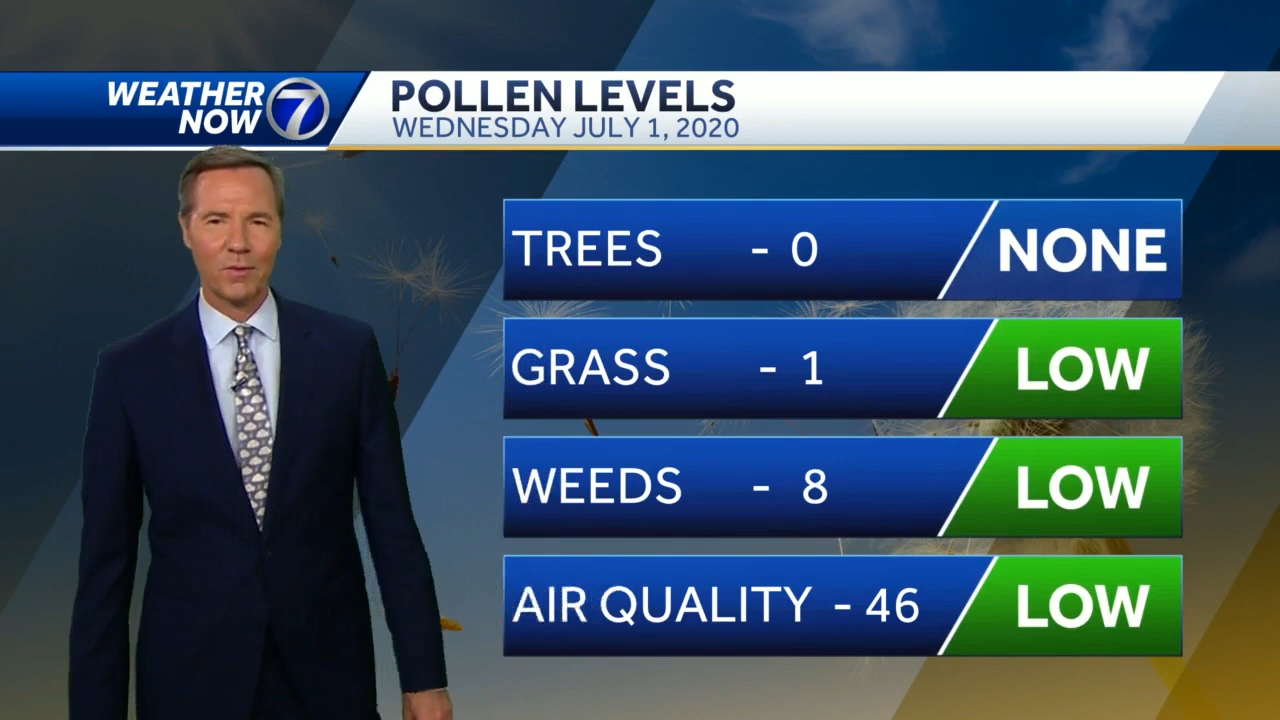 WEATHER
NOW 7
POLLEN LEVELS
WEDNESDAY JULY 1, 2020
TREES - 0 NONE
GRASS - 1 LOW
WEEDS - 8 LOW
AIR QUALITY - 46 LOW